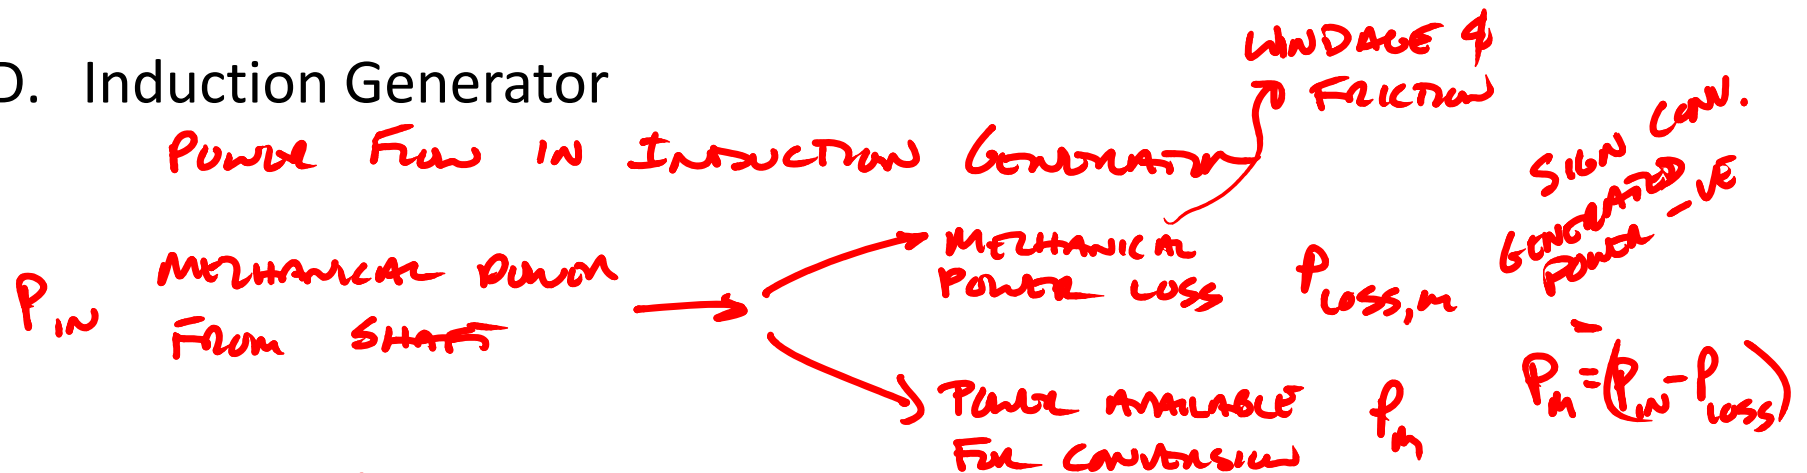 D. Induction Generator
WINDAGE & FRICTION
POWER FLOW IN INDUCTION GENERATOR
SIGN CONV.
GENERATED
POWER -VE
P_IN
MECHANICAL POWER
FROM SHAFT
MECHANICAL
POWER LOSS
P_LOSS,m
POWER AVAILABLE
FOR CONVERSION
P_m
P_m = -(P_IN - P_LOSS)